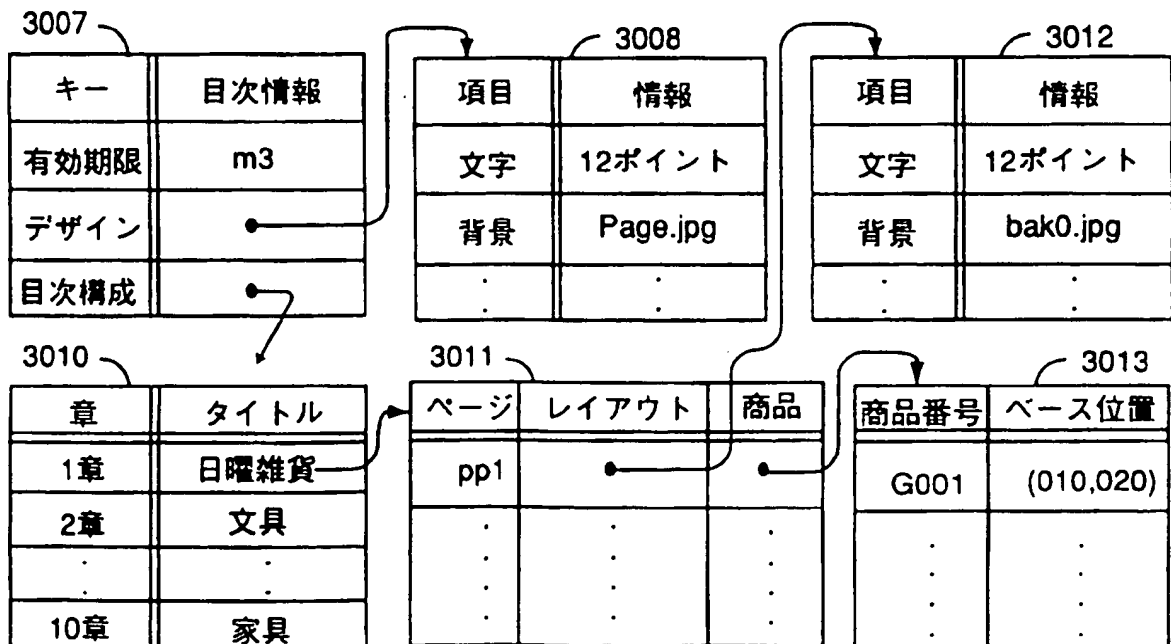 3007
キー 目次情報
有効期限 m3
デザイン
目次構成
3008
項目 情報
文字 12ポイント
背景 Page.jpg
3012
項目 情報
文字 12ポイント
背景 bak0.jpg
3010
章 タイトル
1章 日曜雑貨
2章 文具
10章 家具
3011
ページ レイアウト 商品
pp1
3013
商品番号 ベース位置
G001 (010,020)